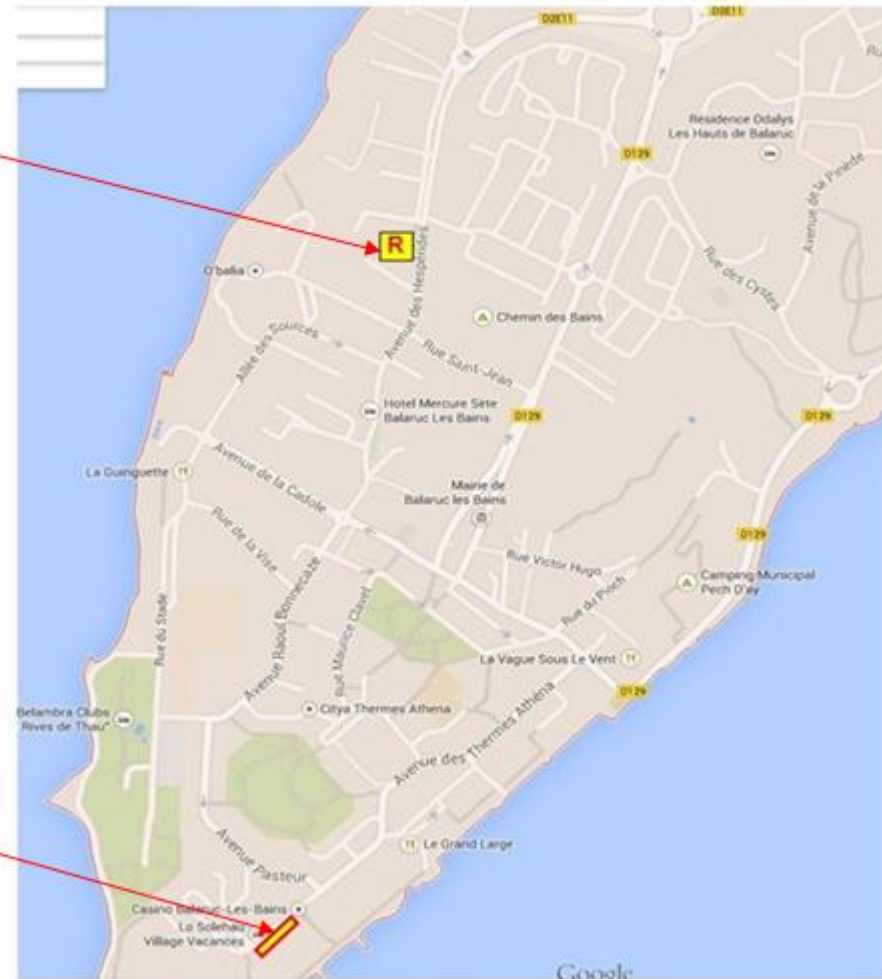 D2E11
D2E11
Résidence Odalys
Les Hauts de Balaruc
D129
Avenue de la Pinède
R
Avenue des Hespérides
O'balia
Rue des Cystes
Chemin des Bains
Allée des Sources
Rue Saint-Jean
Hotel Mercure Sete
Balaruc Les Bains
D129
D129
La Guinguette
Avenue de la Cadole
Mairie de
Balaruc les Bains
Rue de la Vise
D129
Rue Victor Hugo
Camping Municipal
Pech D'ay
Rue du Pioch
Avenue Raoul Bonnecaze
Rue Maurice Clavel
Rue du Stade
La Vague Sous Le Vent
D129
Belambra Clubs
Rives de Thau"
Citya Thermes Athena
Avenue des Thermes Athena
Le Grand Large
Avenue Pasteur
Casino Balaruc-Les-Bains
Lo Solehau
Village Vacances
Google